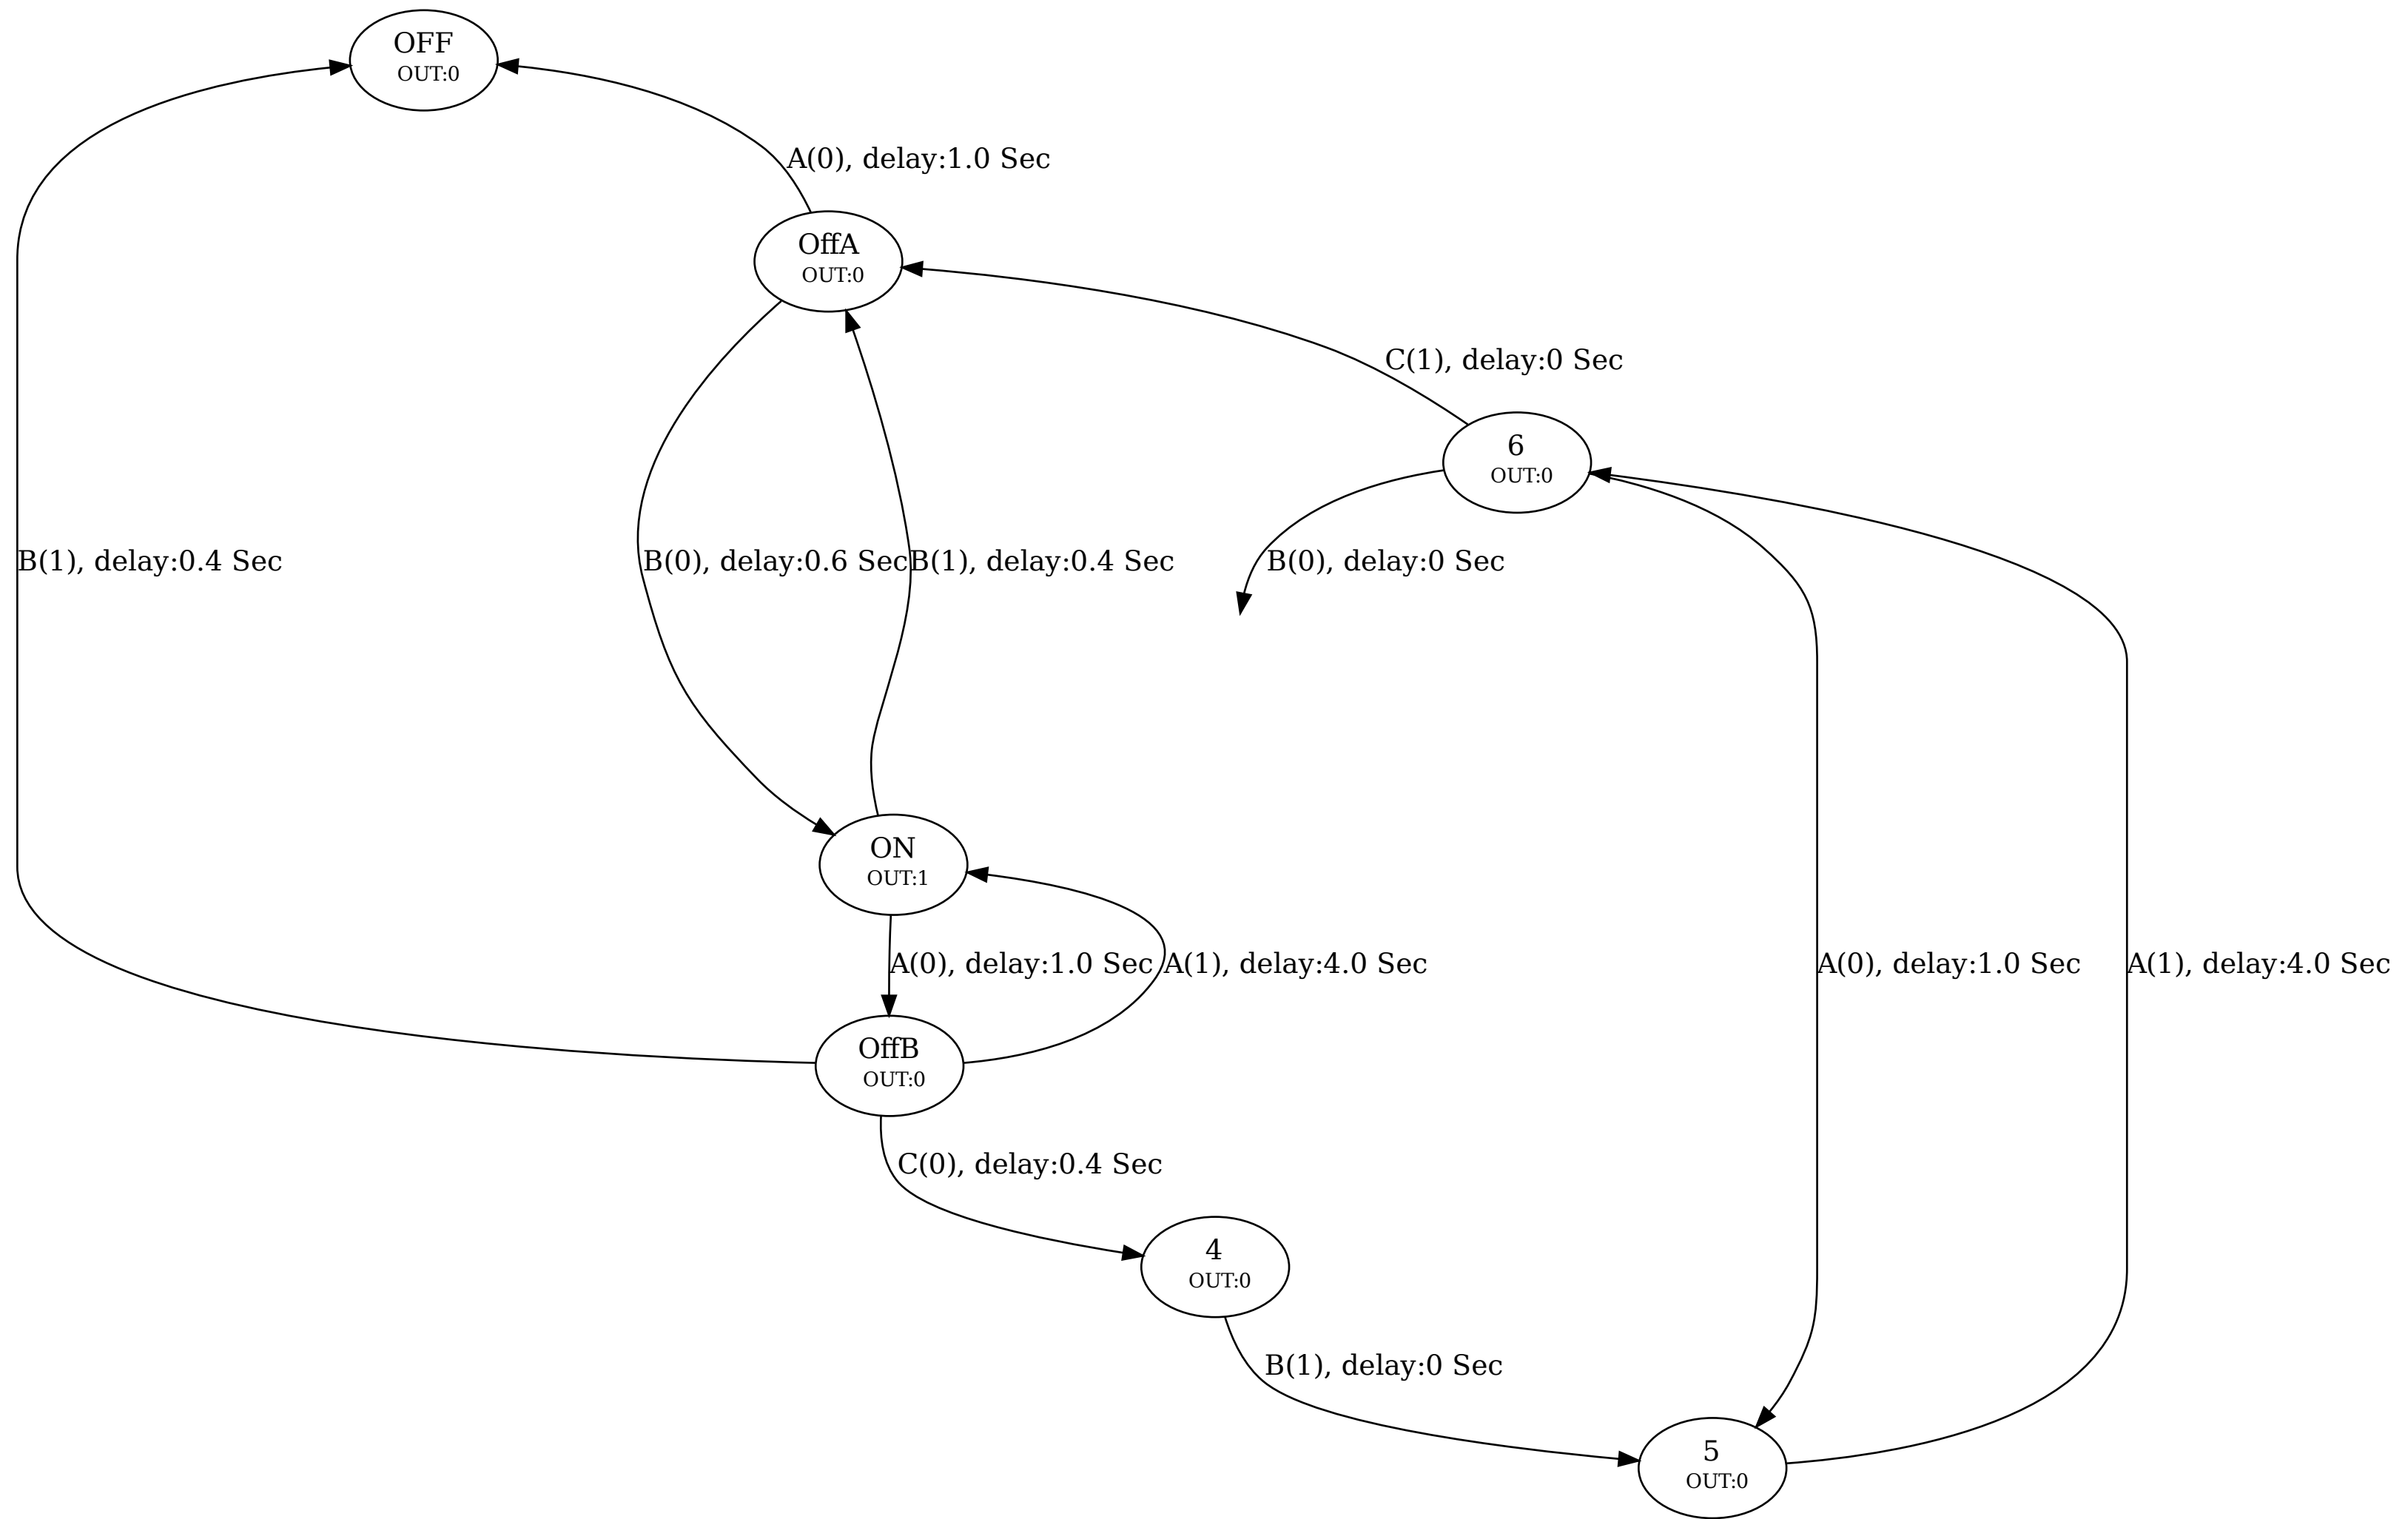 OFF
OUT:0
A(0), delay:1.0 Sec
OffA
OUT:0
C(1), delay:0 Sec
6
OUT:0
B(1), delay:0.4 Sec
B(0), delay:0.6 Sec
B(1), delay:0.4 Sec
B(0), delay:0 Sec
ON
OUT:1
A(0), delay:1.0 Sec
A(1), delay:4.0 Sec
A(0), delay:1.0 Sec
A(1), delay:4.0 Sec
OffB
OUT:0
C(0), delay:0.4 Sec
4
OUT:0
B(1), delay:0 Sec
5
OUT:0